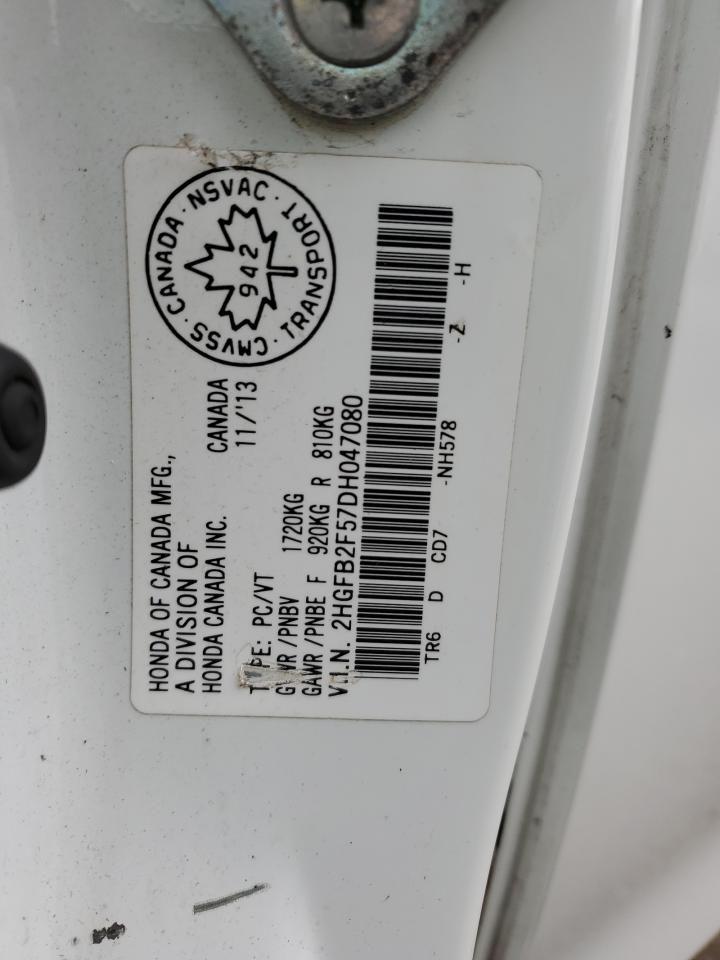 HONDA OF CANADA MFG.,
A DIVISION OF
HONDA CANADA INC.
CANADA
11/'13
CMVSS · CANADA · NSVAC · TRANSPORT
942
TYPE: PC/VT
GVWR/PNBV 1720KG
GAWR/PNBE F 920KG R 810KG
V.I.N. 2HGFB2F57DH047080
TR6 D CD7 -NH578 -Z -H